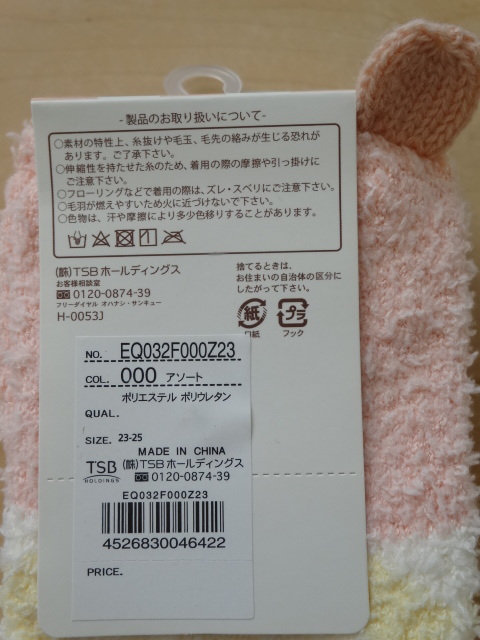 -製品のお取り扱いについて-
○素材の特性上、糸抜けや毛玉、毛先の絡みが生じる恐れが
あります。ご了承下さい。
○伸縮性を持たせた糸のため、着用の際の摩擦や引っ掛けに
ご注意下さい。
○フローリングなどで着用の際は、ズレ・スベリにご注意下さい。
○毛羽が燃えやすいため火に近づけないで下さい。
○色物は、汗や摩擦により多少色移りすることがあります。
(株)TSBホールディングス
お客様相談室
0120-0874-39
フリーダイヤル オハナシ・サンキュー
H-0053J
捨てるときは、
お住まいの自治体の区分に
したがって下さい。
紙
プラ
フック
NO. EQ032F000Z23
COL. 000 アソート
ポリエステル ポリウレタン
QUAL.
SIZE. 23-25
MADE IN CHINA
TSB (株)TSBホールディングス
HOLDINGS 0120-0874-39
EQ032F000Z23
4526830046422
PRICE.